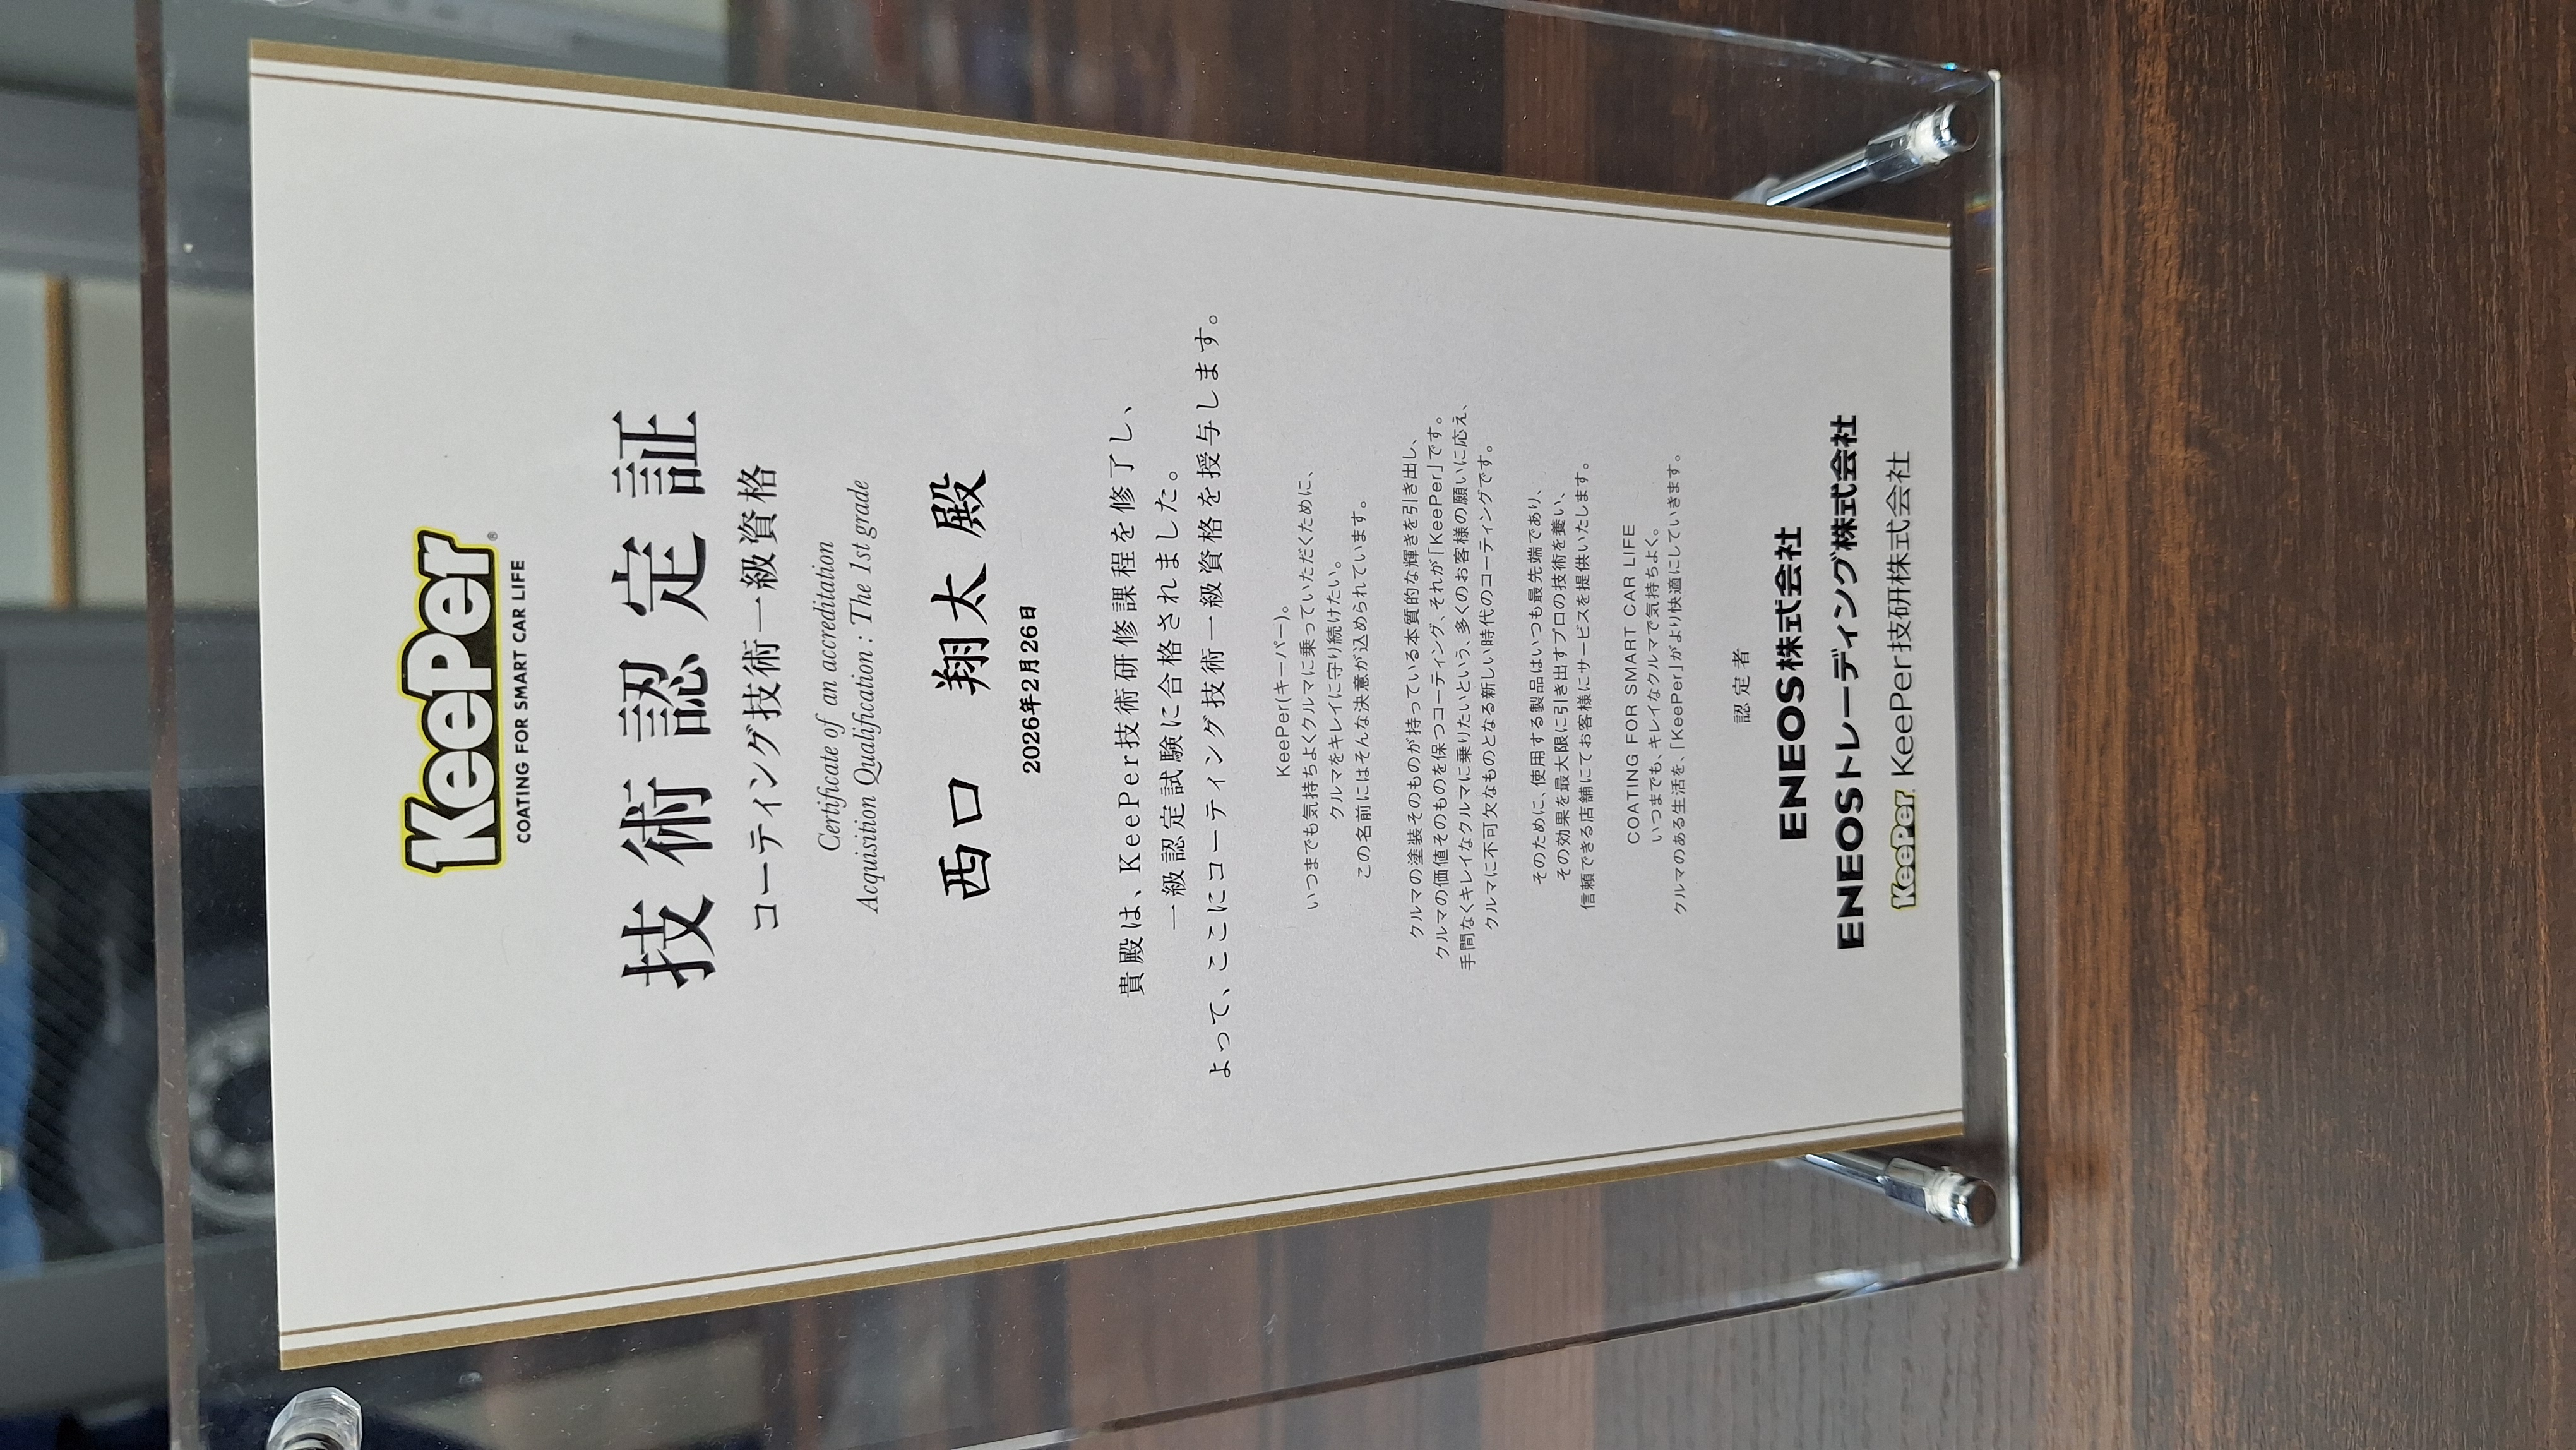 KeePer®
COATING FOR SMART CAR LIFE
技術認定証
コーティング技術一級資格
Certificate of an accreditation
Acquisition Qualification : The 1st grade
西口 翔太 殿
2026年2月26日
貴殿は、KeePer技術研修課程を修了し、
一級認定試験に合格されました。
よって、ここにコーティング技術一級資格を授与します。
KeePer(キーパー)。
いつまでも気持ちよくクルマに乗っていただくために、
クルマをキレイに守り続けたい。
この名前にはそんな決意が込められています。
クルマの塗装そのものが持っている本質的な輝きを引き出し、
クルマの価値そのものを保つコーティング、それが「KeePer」です。
手間なくキレイなクルマに乗りたいという、多くのお客様の願いに応え、
クルマに不可欠なものとなる新しい時代のコーティングです。
そのために、使用する製品はいつも最先端であり、
その効果を最大限に引き出すプロの技術を養い、
信頼できる店舗にてお客様にサービスを提供いたします。
COATING FOR SMART CAR LIFE
いつまでも、キレイなクルマで気持ちよく。
クルマのある生活を、「KeePer」がより快適にしていきます。
認定者
ENEOS株式会社
ENEOSトレーディング株式会社
KeePer KeePer技研株式会社